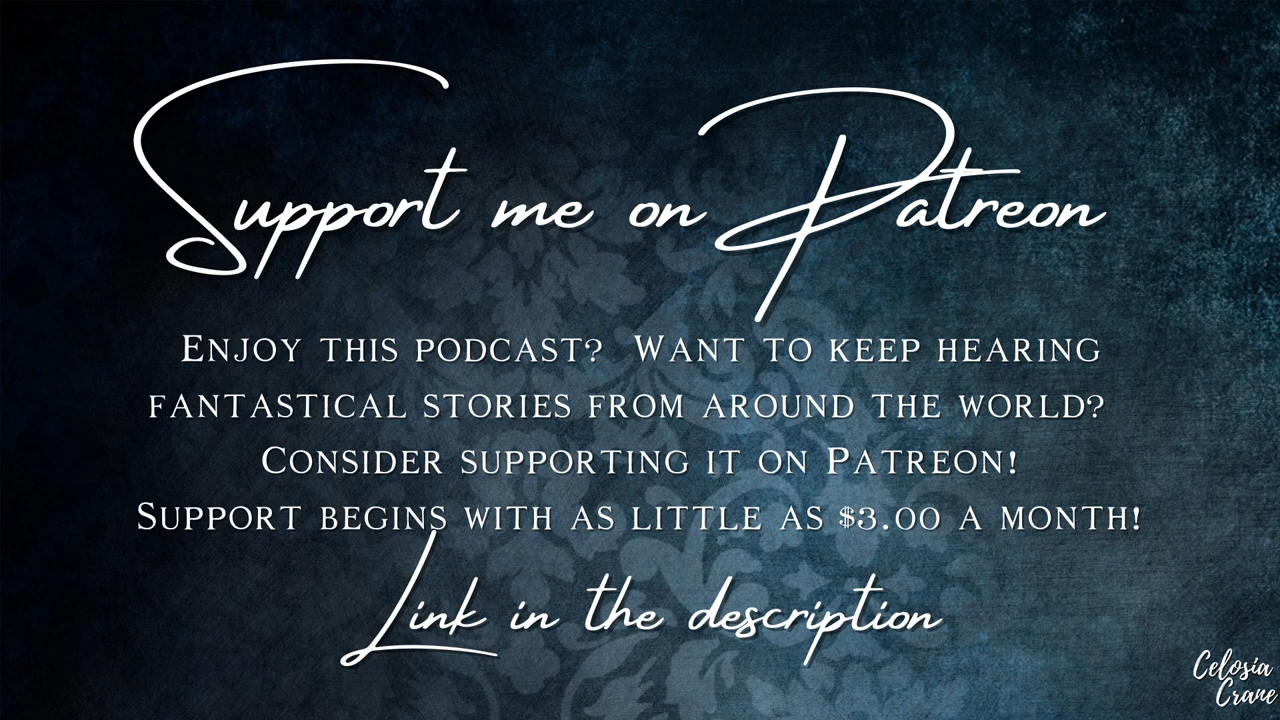 Support me on Patreon
Enjoy this podcast? Want to keep hearing
fantastical stories from around the world?
Consider supporting it on Patreon!
Support begins with as little as $3.00 a month!
Link in the description
Celosia
Crane